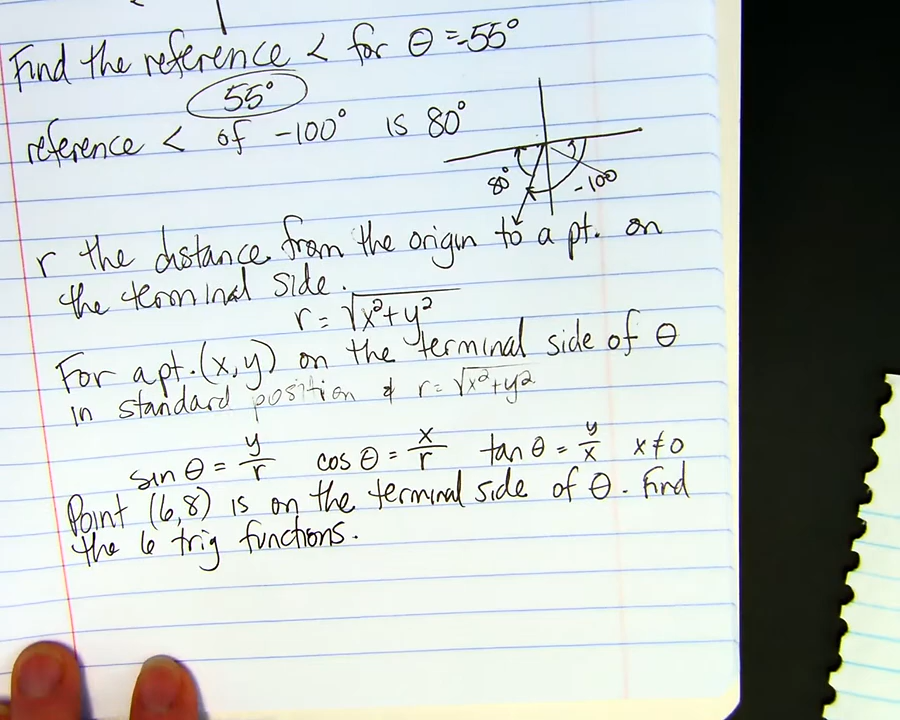 Find the reference < for θ = -55°
55°
reference < of -100° is 80°
80°
-100
r the distance from the origin to a pt. on
the terminal side.
r = √x²+y²
For a pt. (x,y) on the terminal side of θ
in standard position & r = √x²+y²
sin θ = y/r cos θ = x/r tan θ = y/x x≠0
Point (6,8) is on the terminal side of θ. Find
the 6 trig functions.